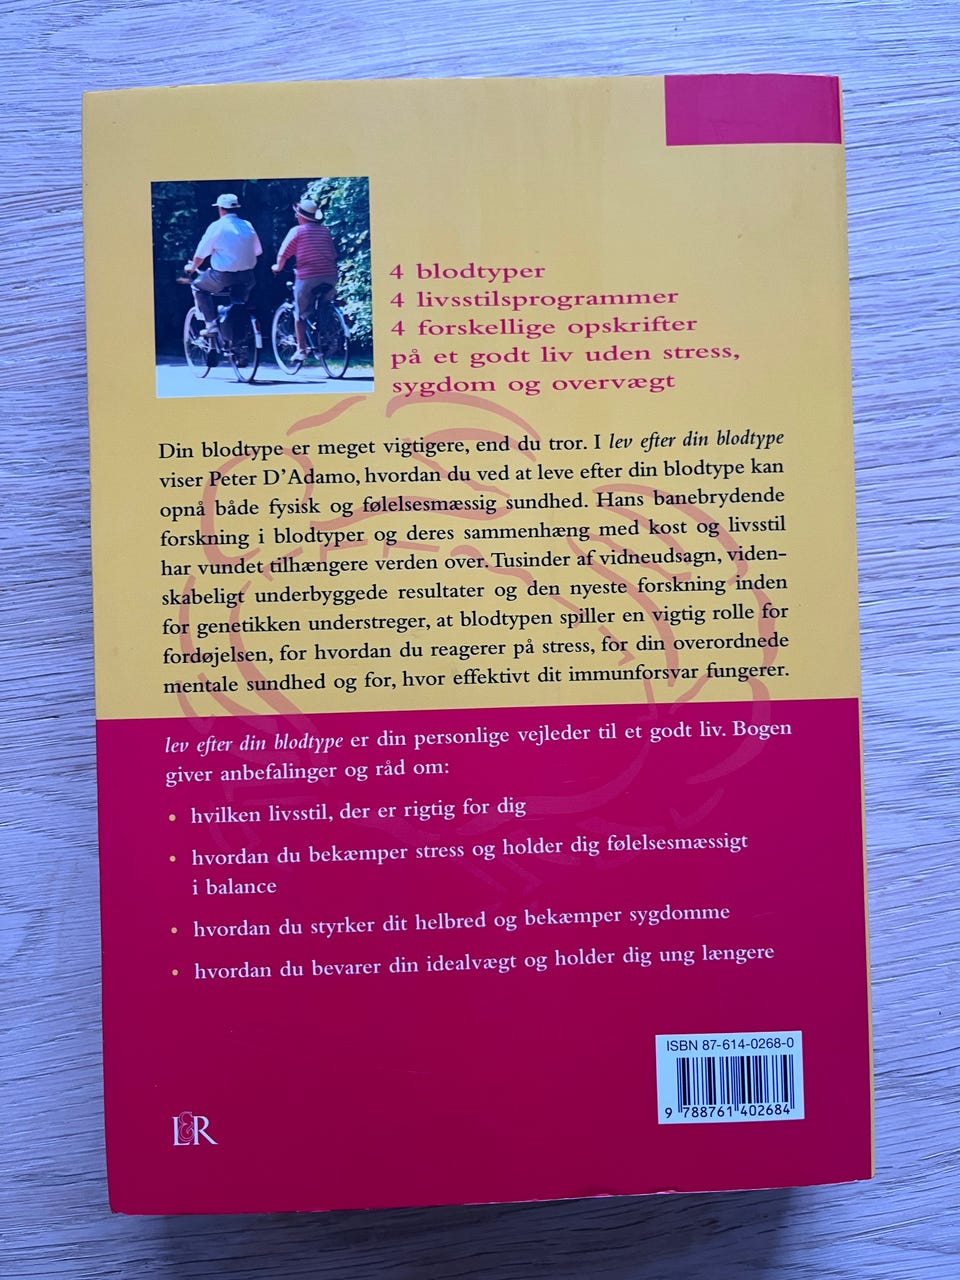 4 blodtyper
4 livsstilsprogrammer
4 forskellige opskrifter
på et godt liv uden stress,
sygdom og overvægt
Din blodtype er meget vigtigere, end du tror. I lev efter din blodtype
viser Peter D'Adamo, hvordan du ved at leve efter din blodtype kan
opnå både fysisk og følelsesmæssig sundhed. Hans banebrydende
forskning i blodtyper og deres sammenhæng med kost og livsstil
har vundet tilhængere verden over. Tusinder af vidneudsagn, viden-
skabeligt underbyggede resultater og den nyeste forskning inden
for genetikken understreger, at blodtypen spiller en vigtig rolle for
fordøjelsen, for hvordan du reagerer på stress, for din overordnede
mentale sundhed og for, hvor effektivt dit immunforsvar fungerer.
lev efter din blodtype er din personlige vejleder til et godt liv. Bogen
giver anbefalinger og råd om:
• hvilken livsstil, der er rigtig for dig
• hvordan du bekæmper stress og holder dig følelsesmæssigt
i balance
• hvordan du styrker dit helbred og bekæmper sygdomme
• hvordan du bevarer din idealvægt og holder dig ung længere
ISBN 87-614-0268-0
9 788761 402684
L&R